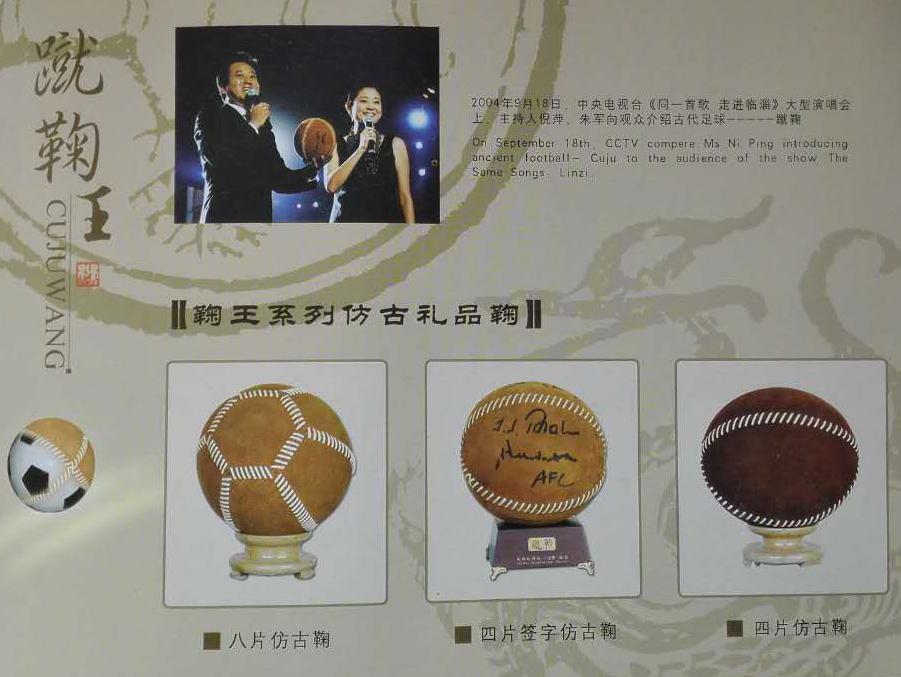 蹴鞠王
CUJUWANG
2004年9月18日，中央电视台《同一首歌 走进临淄》大型演唱会
上，主持人倪萍、朱军向观众介绍古代足球-----蹴鞠
On September 18th, CCTV compere Ms Ni Ping introducing
ancient football- Cuju to the audience of the show The
Same Songs. Linzi.
鞠王系列仿古礼品鞠
AFC
八片仿古鞠
四片签字仿古鞠
四片仿古鞠